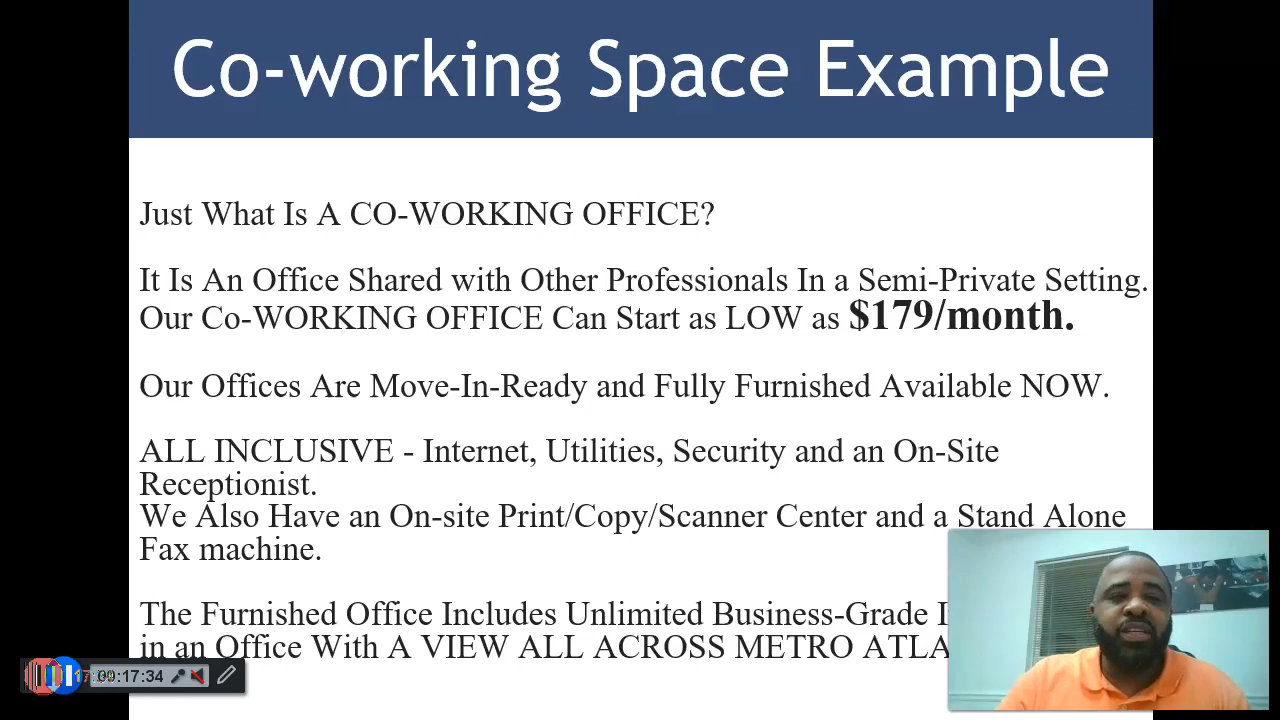 Co-working Space Example
Just What Is A CO-WORKING OFFICE?
It Is An Office Shared with Other Professionals In a Semi-Private Setting.
Our Co-WORKING OFFICE Can Start as LOW as $179/month.
Our Offices Are Move-In-Ready and Fully Furnished Available NOW.
ALL INCLUSIVE - Internet, Utilities, Security and an On-Site
Receptionist.
We Also Have an On-site Print/Copy/Scanner Center and a Stand Alone
Fax machine.
The Furnished Office Includes Unlimited Business-Grade
in an Office With A VIEW ALL ACROSS METRO
00:17:34